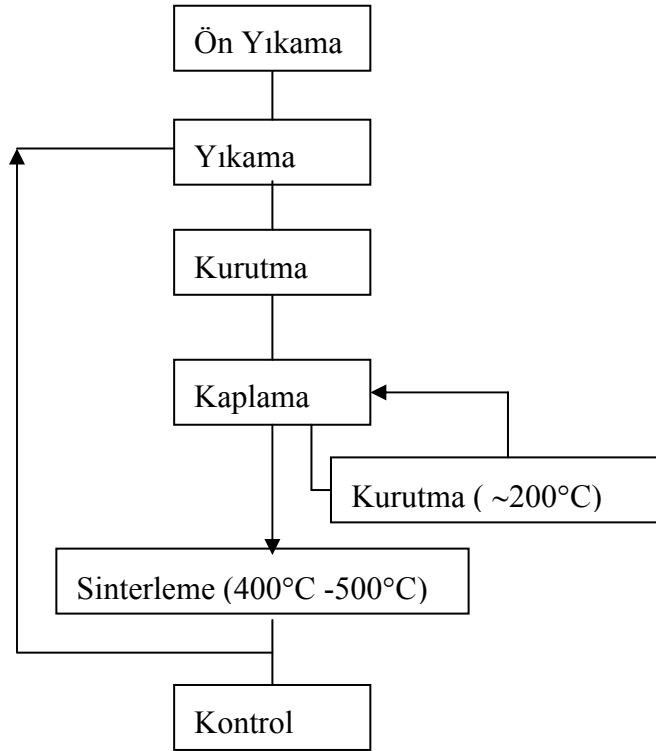 Ön Yıkama
Yıkama
Kurutma
Kaplama
Kurutma ( ~200°C)
Sinterleme (400°C -500°C)
Kontrol